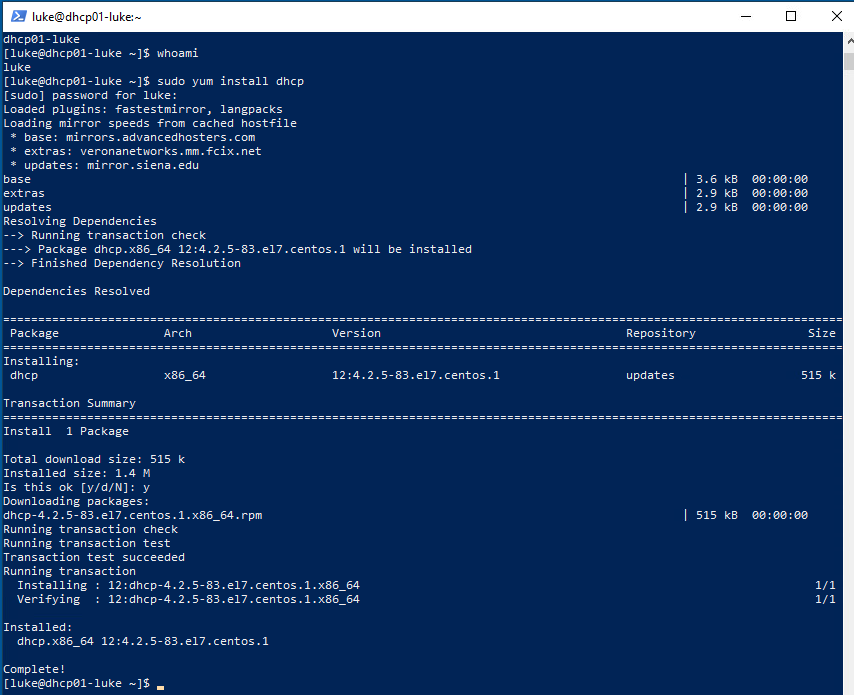 luke@dhcp01-luke:~
dhcp01-luke
[luke@dhcp01-luke ~]$ whoami
luke
[luke@dhcp01-luke ~]$ sudo yum install dhcp
[sudo] password for luke:
Loaded plugins: fastestmirror, langpacks
Loading mirror speeds from cached hostfile
 * base: mirrors.advancedhosters.com
 * extras: veronanetworks.mm.fcix.net
 * updates: mirror.siena.edu
base | 3.6 kB 00:00:00
extras | 2.9 kB 00:00:00
updates | 2.9 kB 00:00:00
Resolving Dependencies
--> Running transaction check
---> Package dhcp.x86_64 12:4.2.5-83.el7.centos.1 will be installed
--> Finished Dependency Resolution
Dependencies Resolved
================================================================================
 Package Arch Version Repository Size
================================================================================
Installing:
 dhcp x86_64 12:4.2.5-83.el7.centos.1 updates 515 k
Transaction Summary
================================================================================
Install  1 Package
Total download size: 515 k
Installed size: 1.4 M
Is this ok [y/d/N]: y
Downloading packages:
dhcp-4.2.5-83.el7.centos.1.x86_64.rpm | 515 kB 00:00:00
Running transaction check
Running transaction test
Transaction test succeeded
Running transaction
  Installing : 12:dhcp-4.2.5-83.el7.centos.1.x86_64 1/1
  Verifying  : 12:dhcp-4.2.5-83.el7.centos.1.x86_64 1/1
Installed:
  dhcp.x86_64 12:4.2.5-83.el7.centos.1
Complete!
[luke@dhcp01-luke ~]$